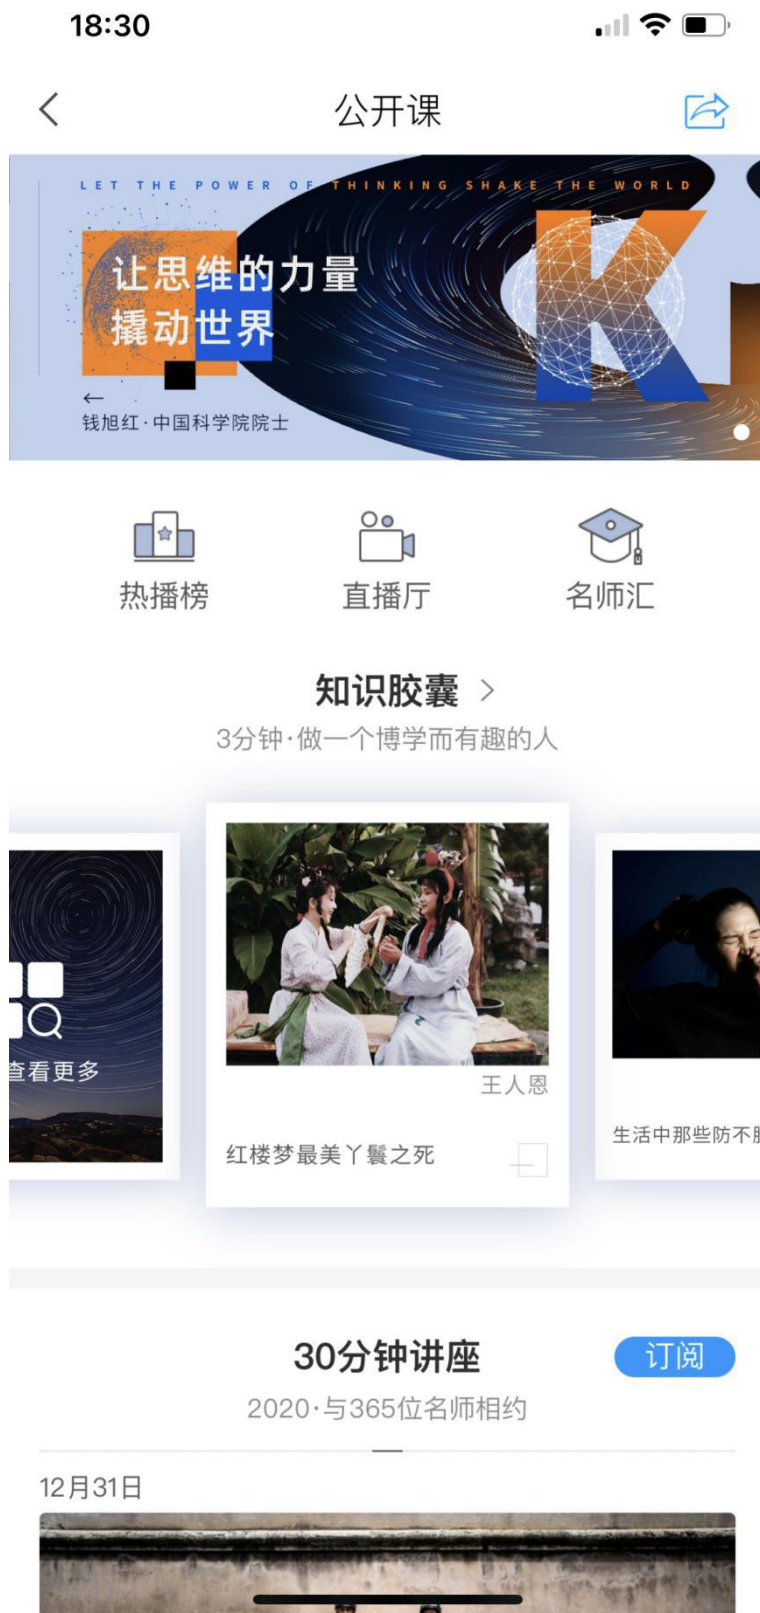 18:30
公开课
LET THE POWER OF THINKING SHAKE THE WORLD
让思维的力量
撬动世界
←
钱旭红·中国科学院院士
K
热播榜
直播厅
名师汇
知识胶囊 >
3分钟·做一个博学而有趣的人
查看更多
王人恩
红楼梦最美丫鬟之死
生活中那些防不
30分钟讲座
订阅
2020·与365位名师相约
12月31日